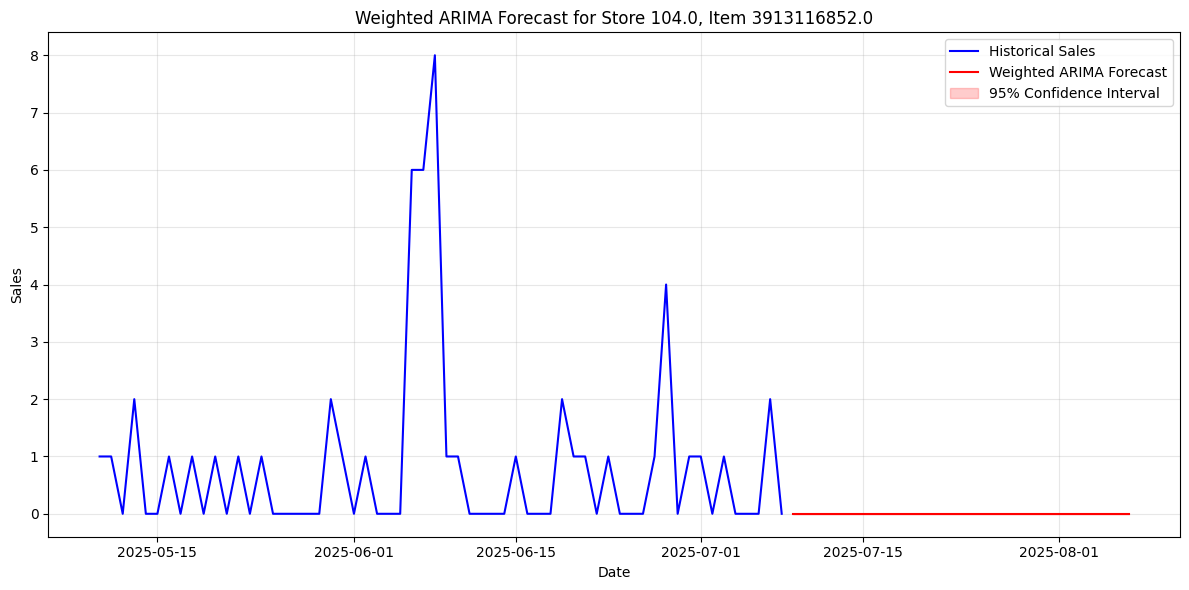 Weighted ARIMA Forecast for Store 104.0, Item 3913116852.0
Historical Sales
Weighted ARIMA Forecast
95% Confidence Interval
Sales
8
7
6
5
4
3
2
1
0
2025-05-15
2025-06-01
2025-06-15
2025-07-01
2025-07-15
2025-08-01
Date